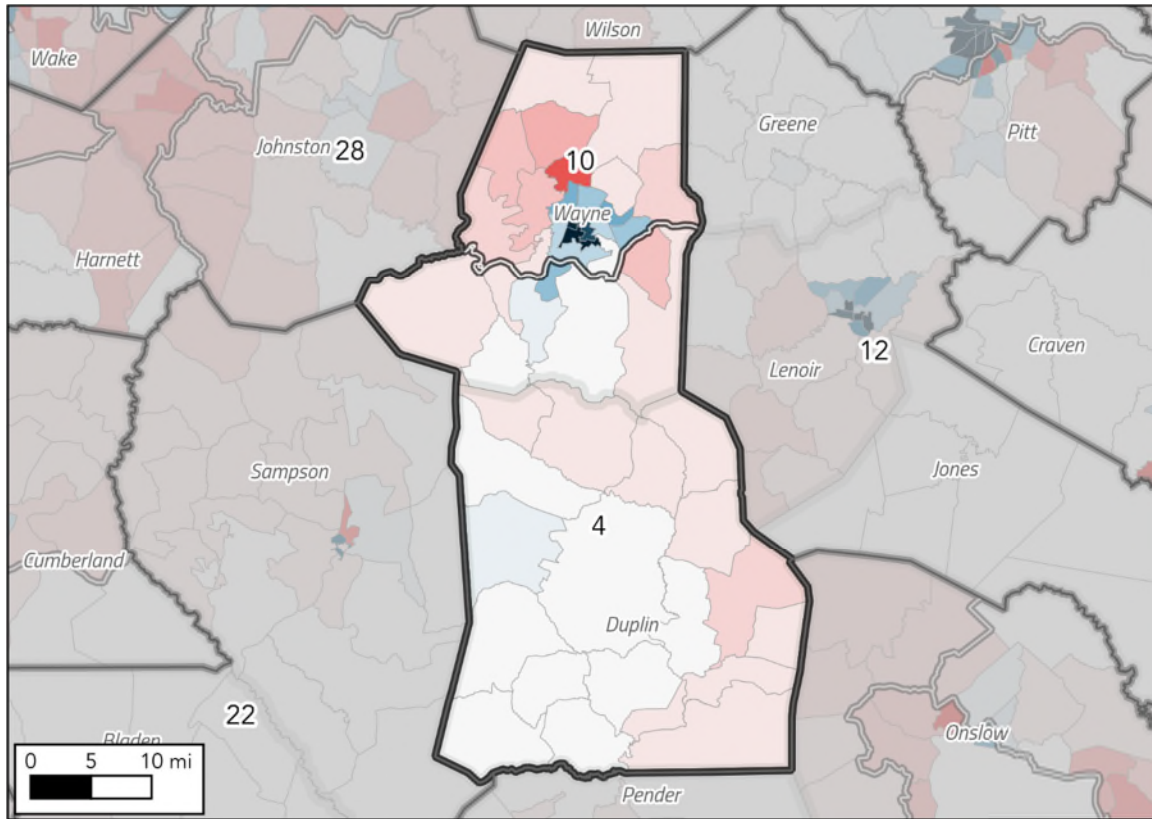 Wilson
Wake
Greene
Pitt
Johnston
28
10
Wayne
Harnett
Craven
12
Lenoir
Sampson
Jones
4
Cumberland
Duplin
22
Bladen
Onslow
0 5 10 mi
Pender